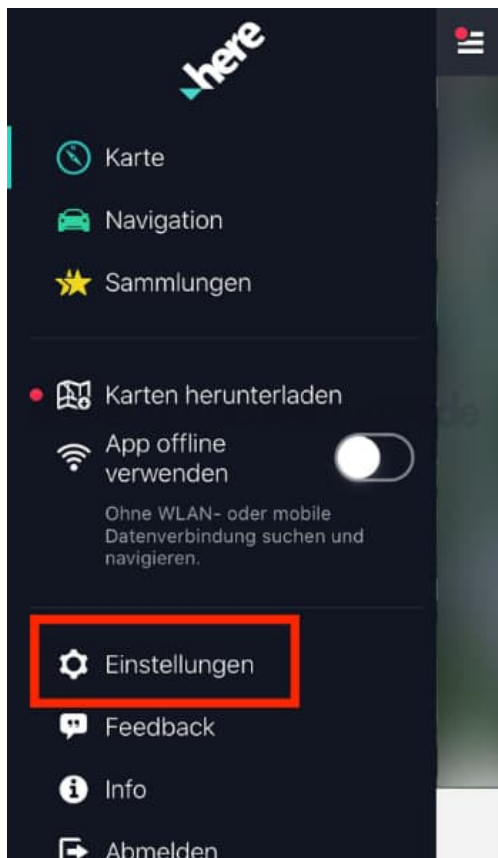 here
Karte
Navigation
Sammlungen
Karten herunterladen
App offline
verwenden
Ohne WLAN- oder mobile
Datenverbindung suchen und
navigieren.
Einstellungen
Feedback
Info
Abmelden